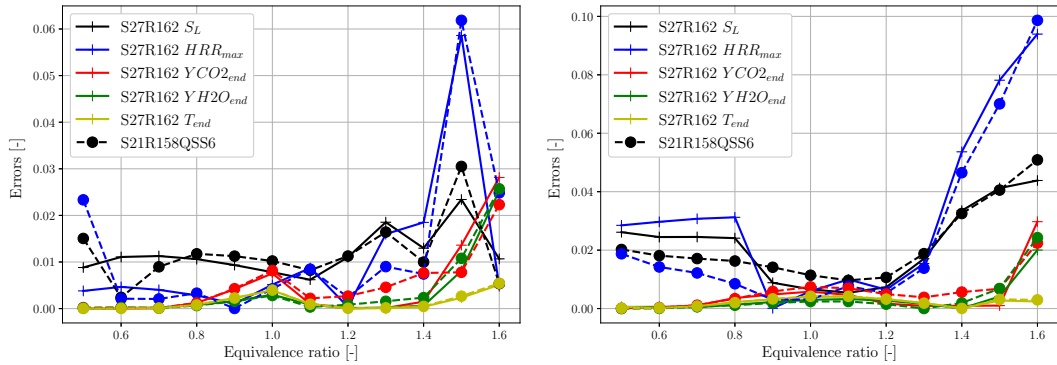 0.06
0.05
0.04
0.03
0.02
0.01
0.00
Errors [-]
S27R162 S_L
S27R162 HRR_max
S27R162 YCO2_end
S27R162 YH2O_end
S27R162 T_end
S21R158QSS6
0.6 0.8 1.0 1.2 1.4 1.6
Equivalence ratio [-]
0.10
0.08
0.06
0.04
0.02
0.00
Errors [-]
S27R162 S_L
S27R162 HRR_max
S27R162 YCO2_end
S27R162 YH2O_end
S27R162 T_end
S21R158QSS6
0.6 0.8 1.0 1.2 1.4 1.6
Equivalence ratio [-]